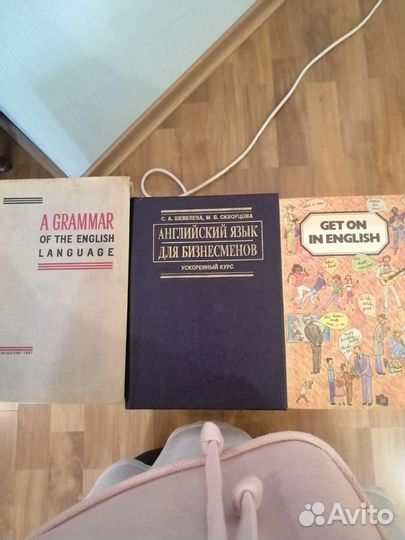 A GRAMMAR
OF THE ENGLISH
LANGUAGE
С. А. ШЕВЕЛЕВА, М. В. СКВОРЦОВА
АНГЛИЙСКИЙ ЯЗЫК
ДЛЯ БИЗНЕСМЕНОВ
УСКОРЕННЫЙ КУРС
GET ON
IN ENGLISH
Avito